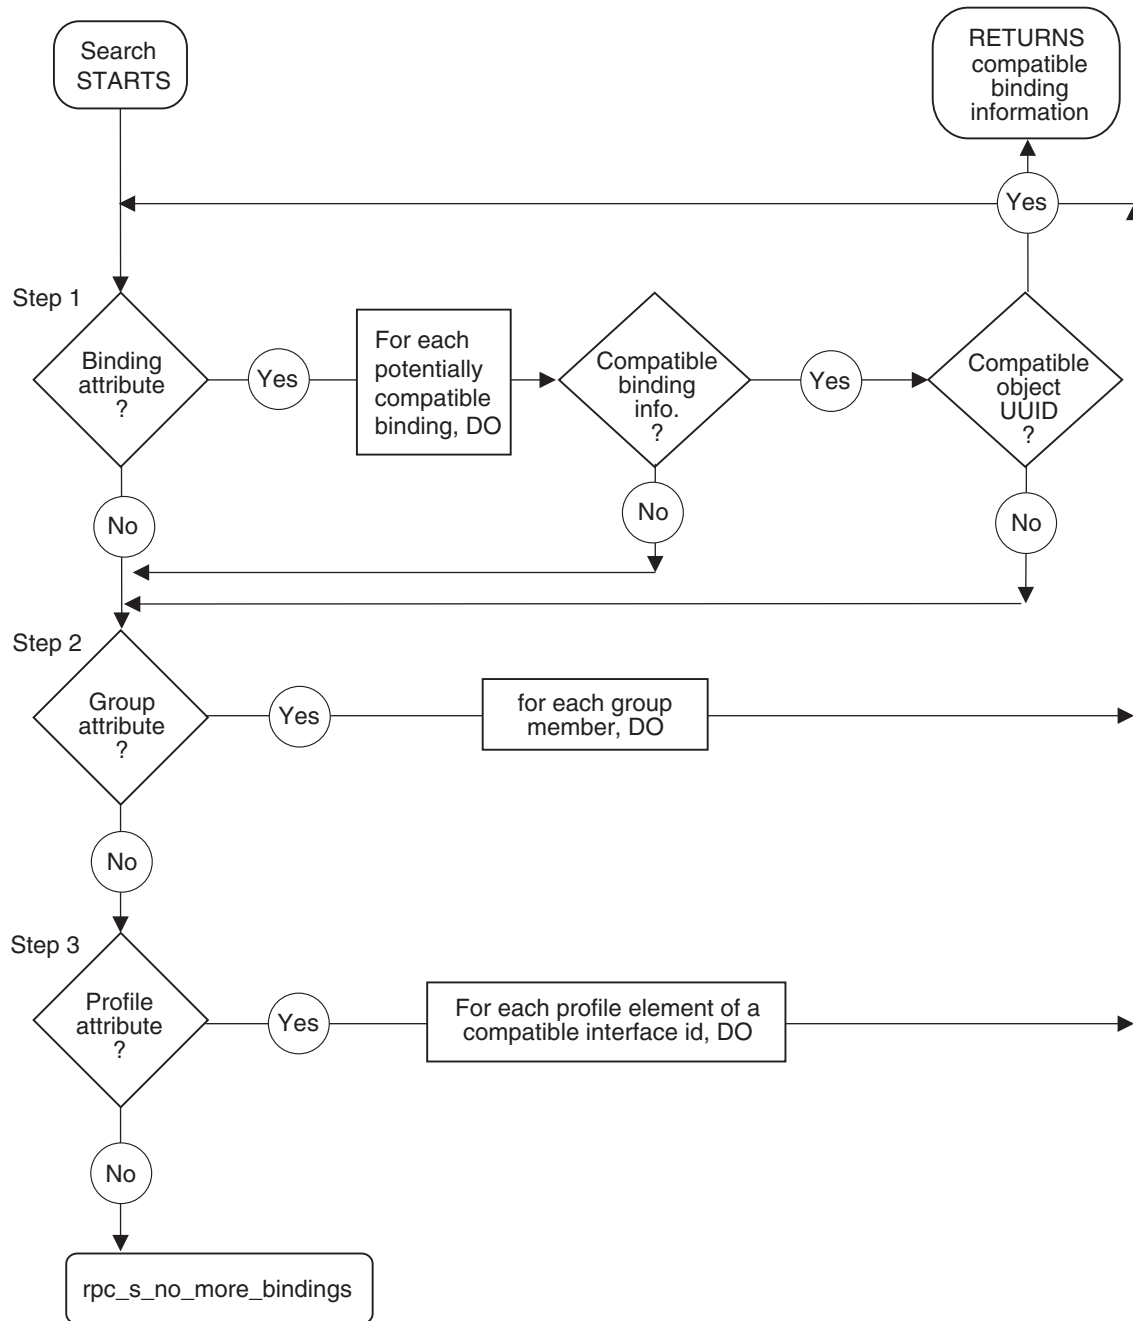 Search
STARTS
RETURNS
compatible
binding
information
Yes
Step 1
Binding
attribute
?
Yes
For each
potentially
compatible
binding, DO
Compatible
binding
info.
?
Yes
Compatible
object
UUID
?
No
No
No
Step 2
Group
attribute
?
Yes
for each group
member, DO
No
Step 3
Profile
attribute
?
Yes
For each profile element of a
compatible interface id, DO
No
rpc_s_no_more_bindings